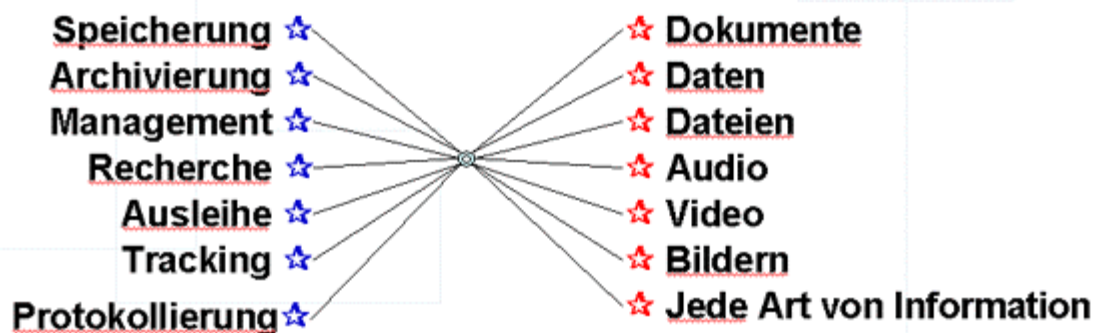 Speicherung
Archivierung
Management
Recherche
Ausleihe
Tracking
Protokollierung
Dokumente
Daten
Dateien
Audio
Video
Bildern
Jede Art von Information